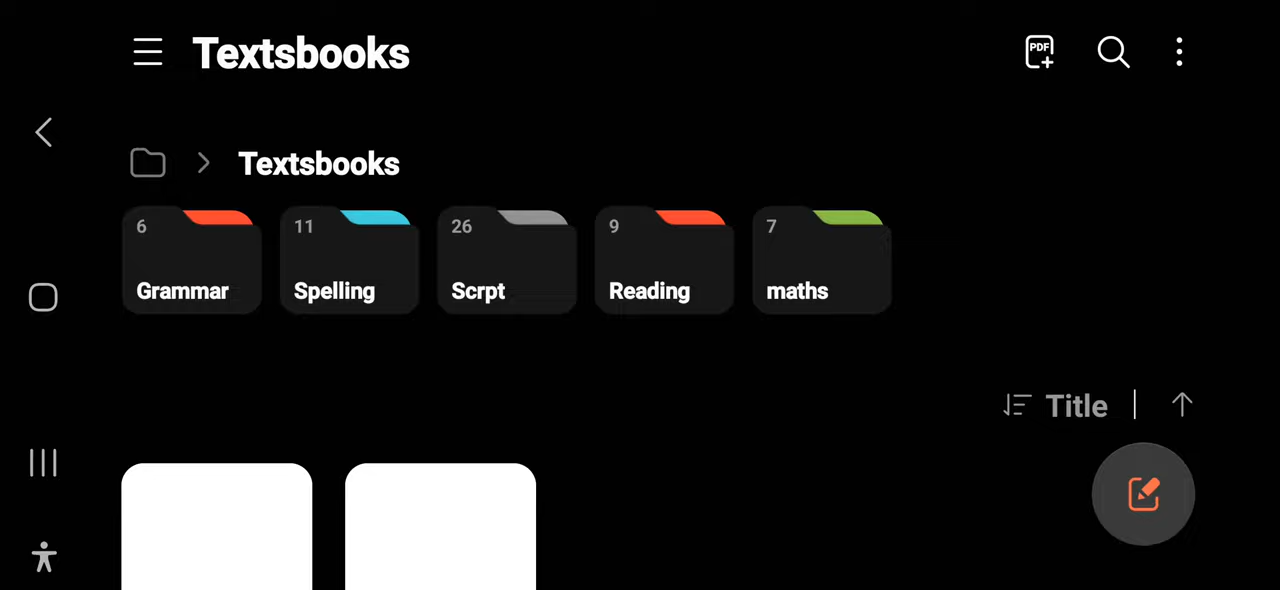 Textsbooks
PDF
Textsbooks
6 11 26 9 7
Grammar Spelling Scrpt Reading maths
Title